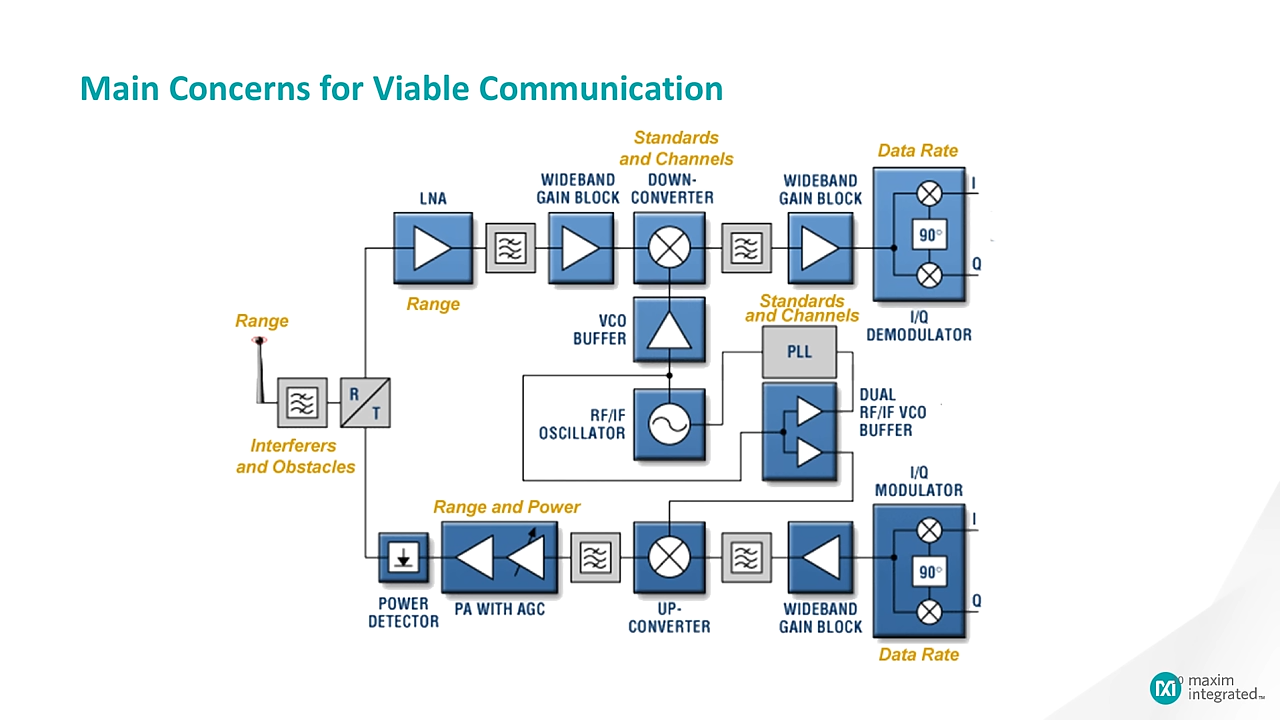 Main Concerns for Viable Communication
Standards
and Channels
Data Rate
LNA
WIDEBAND
GAIN BLOCK
DOWN-
CONVERTER
WIDEBAND
GAIN BLOCK
I
90°
Q
Range
Range
VCO
BUFFER
Standards
and Channels
I/Q
DEMODULATOR
PLL
R
T
RF/IF
OSCILLATOR
DUAL
RF/IF VCO
BUFFER
Interferers
and Obstacles
I/Q
MODULATOR
Range and Power
I
90°
Q
POWER
DETECTOR
PA WITH AGC
UP-
CONVERTER
WIDEBAND
GAIN BLOCK
Data Rate
maxim
integrated™